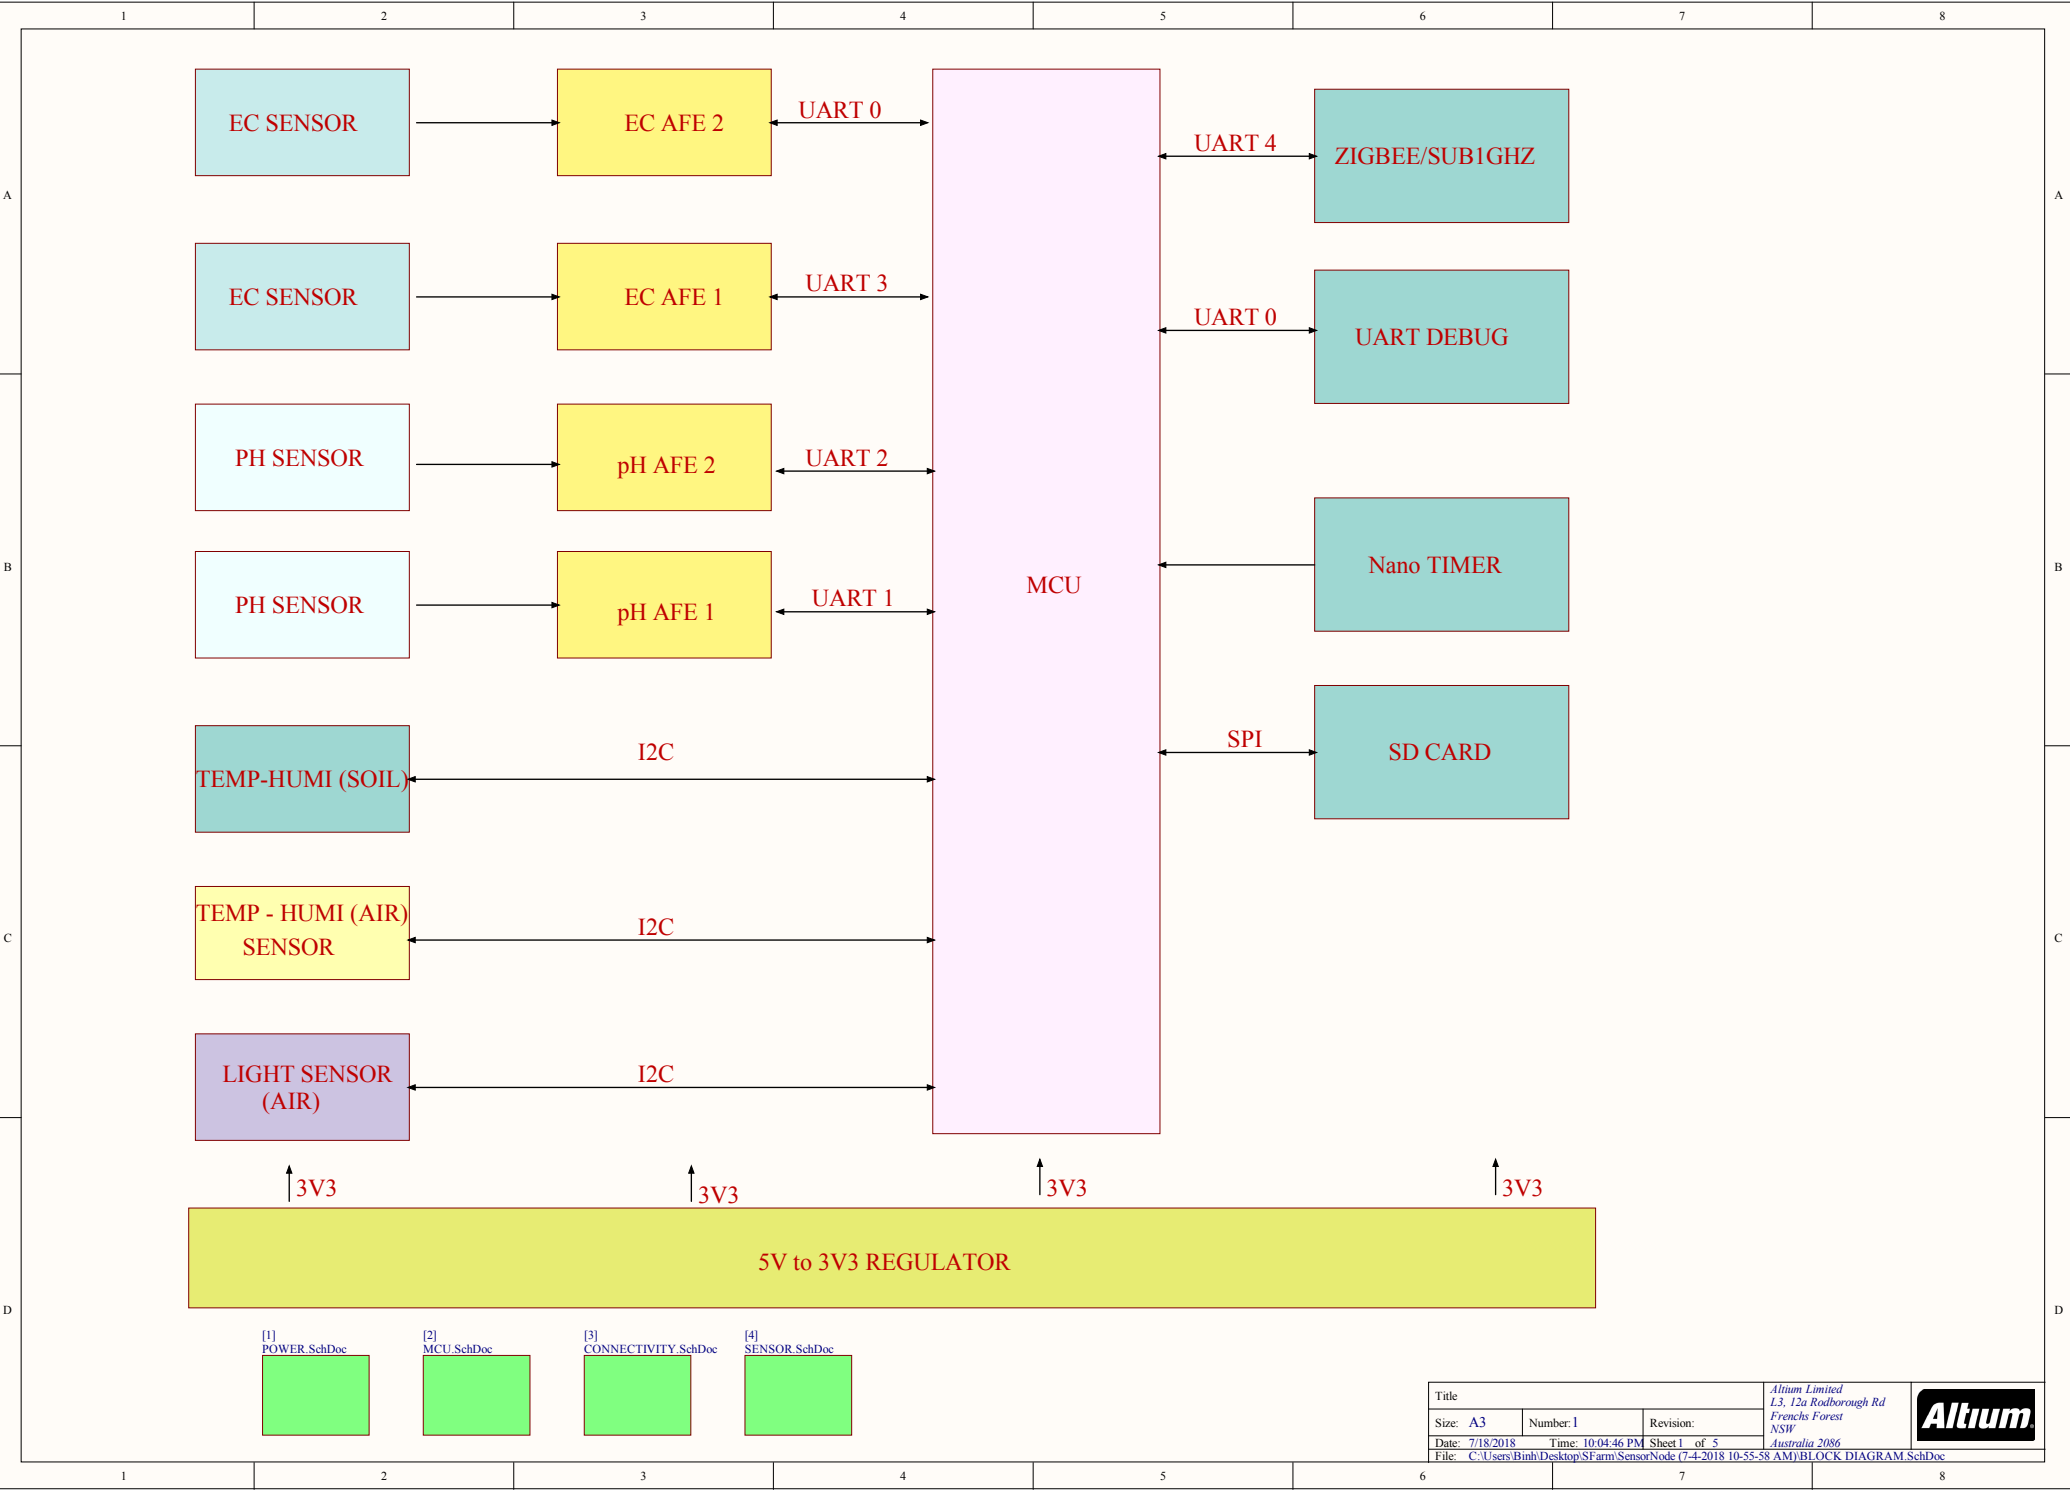 1 2 3 4 5 6 7 8
A A
B B
C C
D D
EC SENSOR
EC AFE 2
UART 0
EC SENSOR
EC AFE 1
UART 3
PH SENSOR
pH AFE 2
UART 2
PH SENSOR
pH AFE 1
UART 1
TEMP-HUMI (SOIL)
I2C
TEMP - HUMI (AIR)
SENSOR
I2C
LIGHT SENSOR
(AIR)
I2C
MCU
UART 4
ZIGBEE/SUB1GHZ
UART 0
UART DEBUG
Nano TIMER
SPI
SD CARD
3V3
3V3
3V3
3V3
5V to 3V3 REGULATOR
[1]
POWER.SchDoc
[2]
MCU.SchDoc
[3]
CONNECTIVITY.SchDoc
[4]
SENSOR.SchDoc
Title
Size: A3 Number: 1 Revision:
Date: 7/18/2018 Time: 10:04:46 PM Sheet 1 of 5
File: C:\Users\Binh\Desktop\SFarm\SensorNode (7-4-2018 10-55-58 AM)\BLOCK DIAGRAM.SchDoc
Altium Limited
L3, 12a Rodborough Rd
Frenchs Forest
NSW
Australia 2086
Altium
1 2 3 4 5 6 7 8